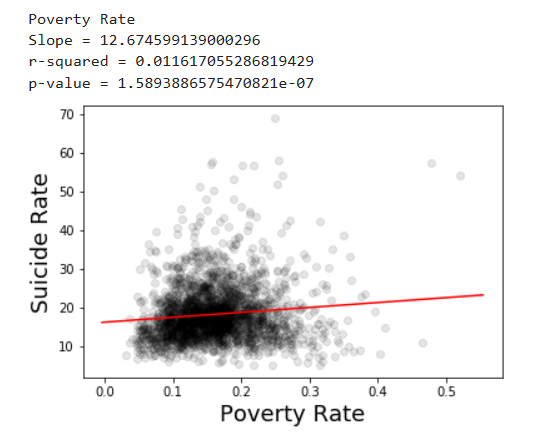 Poverty Rate
Slope = 12.674599139000296
r-squared = 0.011617055286819429
p-value = 1.5893886575470821e-07
70
60
50
40
30
20
10
Suicide Rate
0.0 0.1 0.2 0.3 0.4 0.5
Poverty Rate